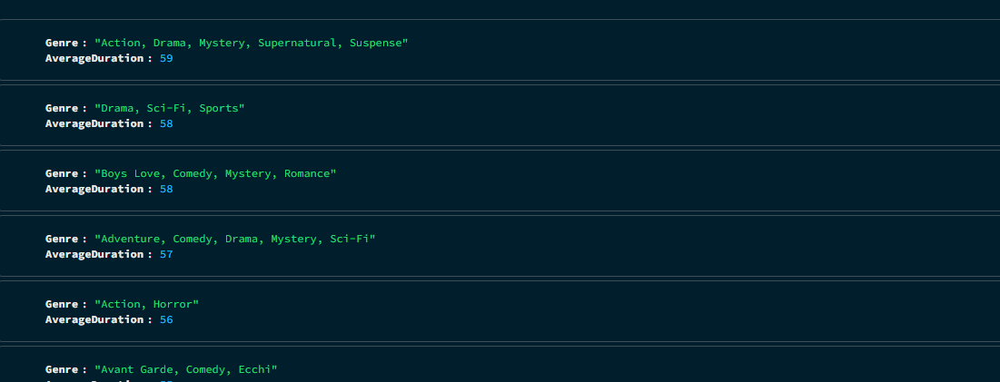 Genre : "Action, Drama, Mystery, Supernatural, Suspense"
AverageDuration : 59
Genre : "Drama, Sci-Fi, Sports"
AverageDuration : 58
Genre : "Boys Love, Comedy, Mystery, Romance"
AverageDuration : 58
Genre : "Adventure, Comedy, Drama, Mystery, Sci-Fi"
AverageDuration : 57
Genre : "Action, Horror"
AverageDuration : 56
Genre : "Avant Garde, Comedy, Ecchi"